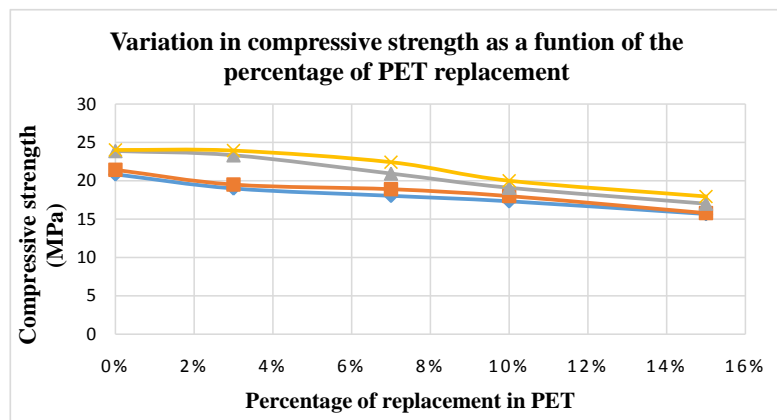 Variation in compressive strength as a funtion of the
percentage of PET replacement
Compressive strength
(MPa)
30
25
20
15
10
5
0
0% 2% 4% 6% 8% 10% 12% 14% 16%
Percentage of replacement in PET